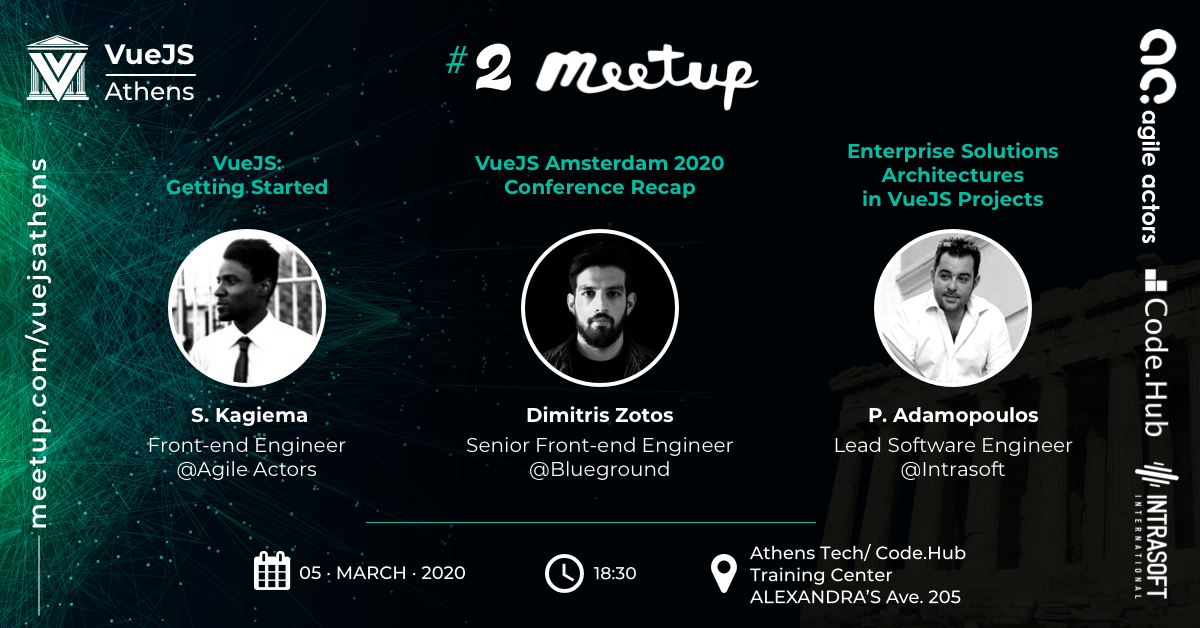 VueJS
Athens
#2 meetup
meetup.com/vuejsathens
VueJS:
Getting Started
S. Kagiema
Front-end Engineer
@Agile Actors
VueJS Amsterdam 2020
Conference Recap
Dimitris Zotos
Senior Front-end Engineer
@Blueground
Enterprise Solutions
Architectures
in VueJS Projects
P. Adamopoulos
Lead Software Engineer
@Intrasoft
agile actors
Code.Hub
INTRASOFT
INTERNATIONAL
05 · MARCH · 2020
18:30
Athens Tech/ Code.Hub
Training Center
ALEXANDRA'S Ave. 205